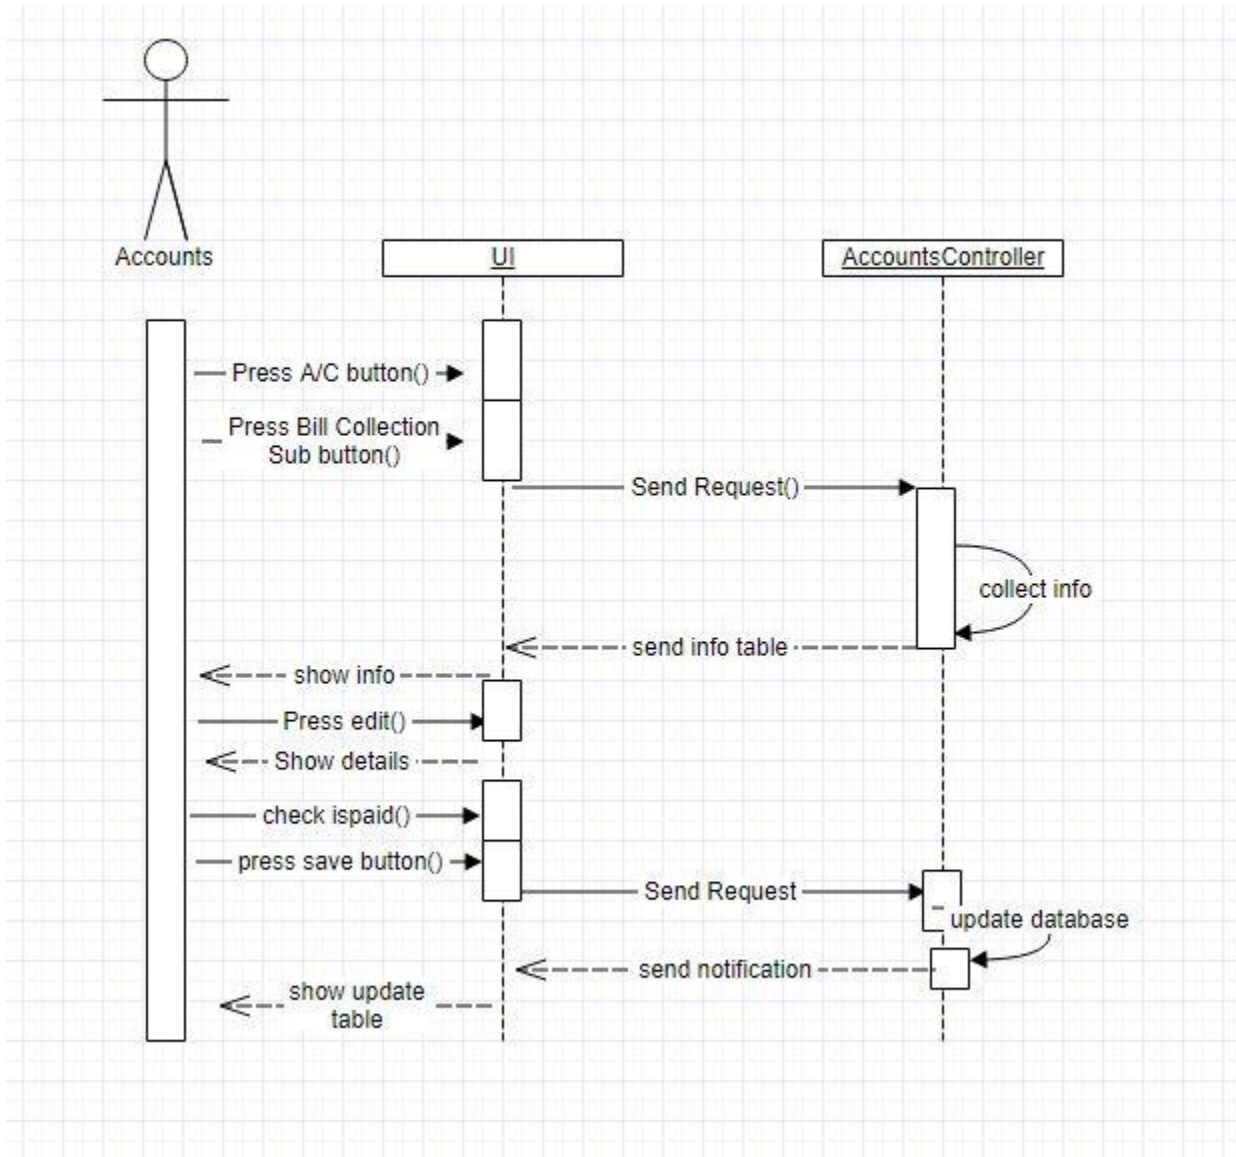 Accounts
UI
AccountsController
Press A/C button()
Press Bill Collection
Sub button()
Send Request()
collect info
send info table
show info
Press edit()
Show details
check ispaid()
press save button()
Send Request
update database
send notification
show update
table